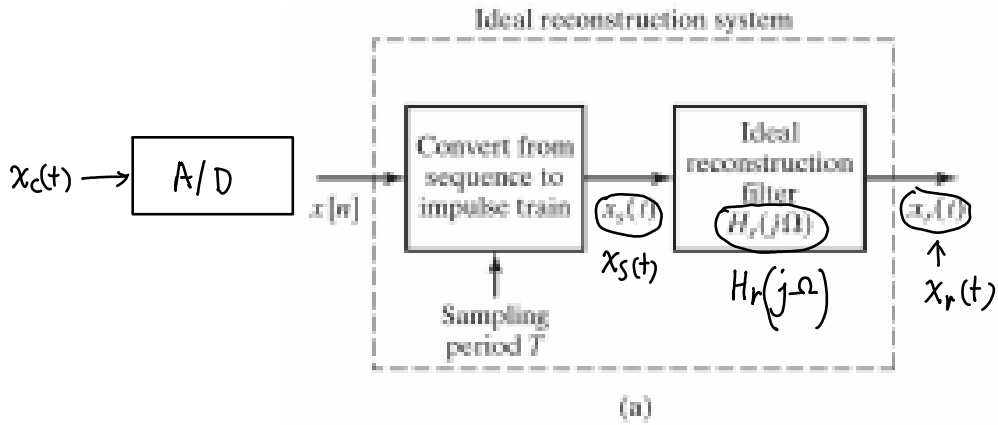 Ideal reconstruction system
xc(t)
A/D
x[n]
Convert from
sequence to
impulse train
xs(t)
xs(t)
Ideal
reconstruction
filter
Hr(jΩ)
Hr(jΩ)
xr(t)
xr(t)
Sampling
period T
(a)